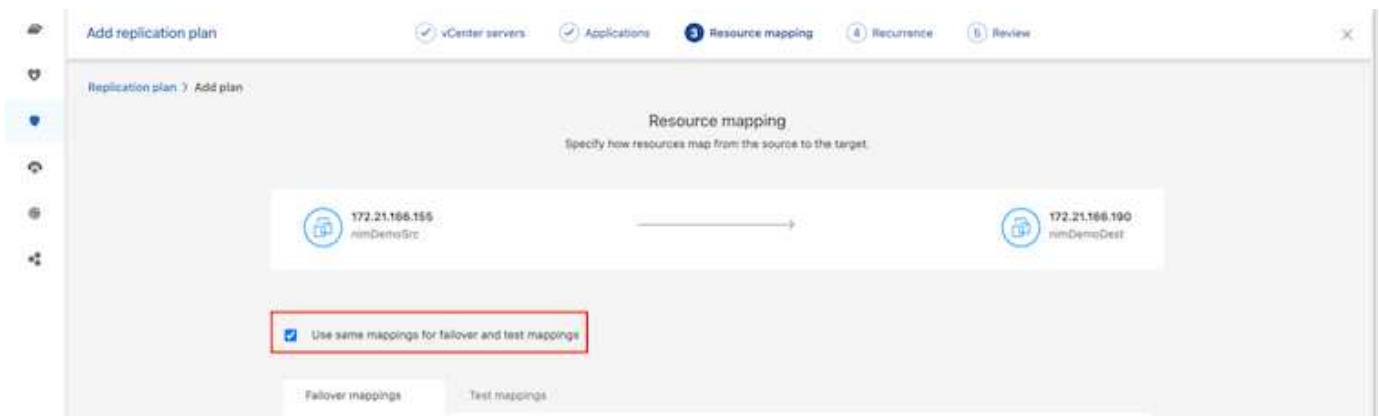 Add replication plan
vCenter servers
Applications
3 Resource mapping
4 Recurrence
5 Review
Replication plan > Add plan
Resource mapping
Specify how resources map from the source to the target.
172.21.166.155
nimDemoSrc
172.21.166.190
nimDemoDest
Use same mappings for failover and test mappings
Failover mappings
Test mappings